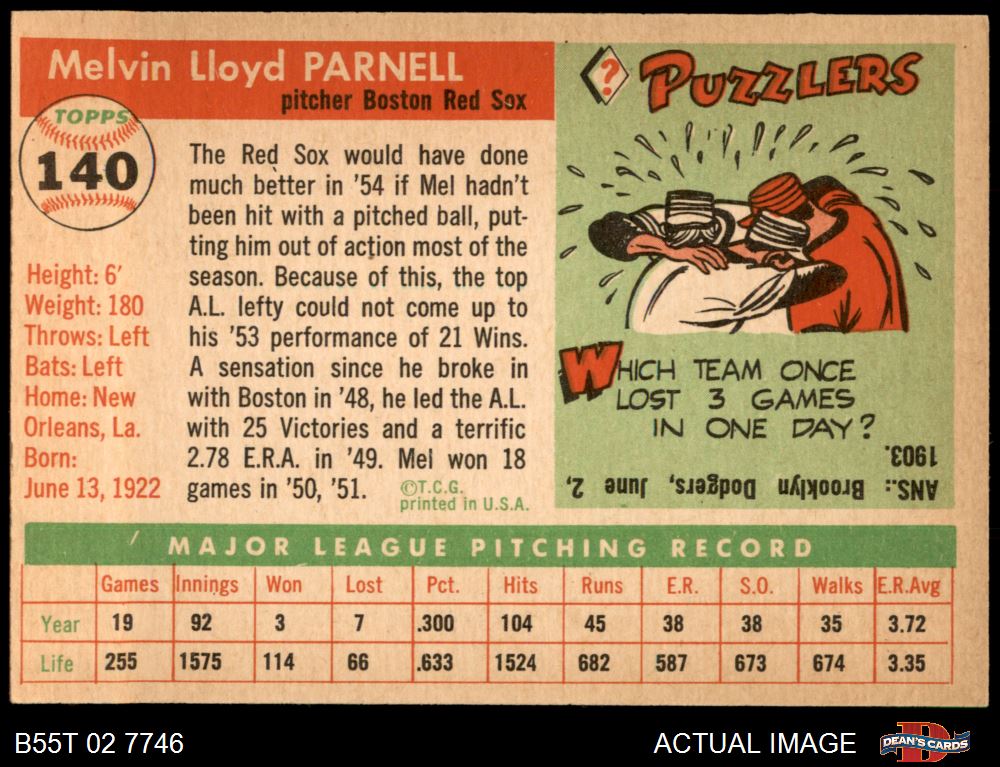 Melvin Lloyd PARNELL
pitcher Boston Red Sox
TOPPS
140
Height: 6'
Weight: 180
Throws: Left
Bats: Left
Home: New
Orleans, La.
Born:
June 13, 1922
The Red Sox would have done
much better in '54 if Mel hadn't
been hit with a pitched ball, put-
ting him out of action most of the
season. Because of this, the top
A.L. lefty could not come up to
his '53 performance of 21 Wins.
A sensation since he broke in
with Boston in '48, he led the A.L.
with 25 Victories and a terrific
2.78 E.R.A. in '49. Mel won 18
games in '50, '51.
©T.C.G.
printed in U.S.A.
?
PUZZLERS
WHICH TEAM ONCE
LOST 3 GAMES
IN ONE DAY?
ANS.: Brooklyn Dodgers, June 2,
1903.
MAJOR LEAGUE PITCHING RECORD
Games Innings Won Lost Pct. Hits Runs E.R. S.O. Walks E.R.Avg
Year 19 92 3 7 .300 104 45 38 38 35 3.72
Life 255 1575 114 66 .633 1524 682 587 673 674 3.35
B55T 02 7746
ACTUAL IMAGE
D
DEAN'S CARDS